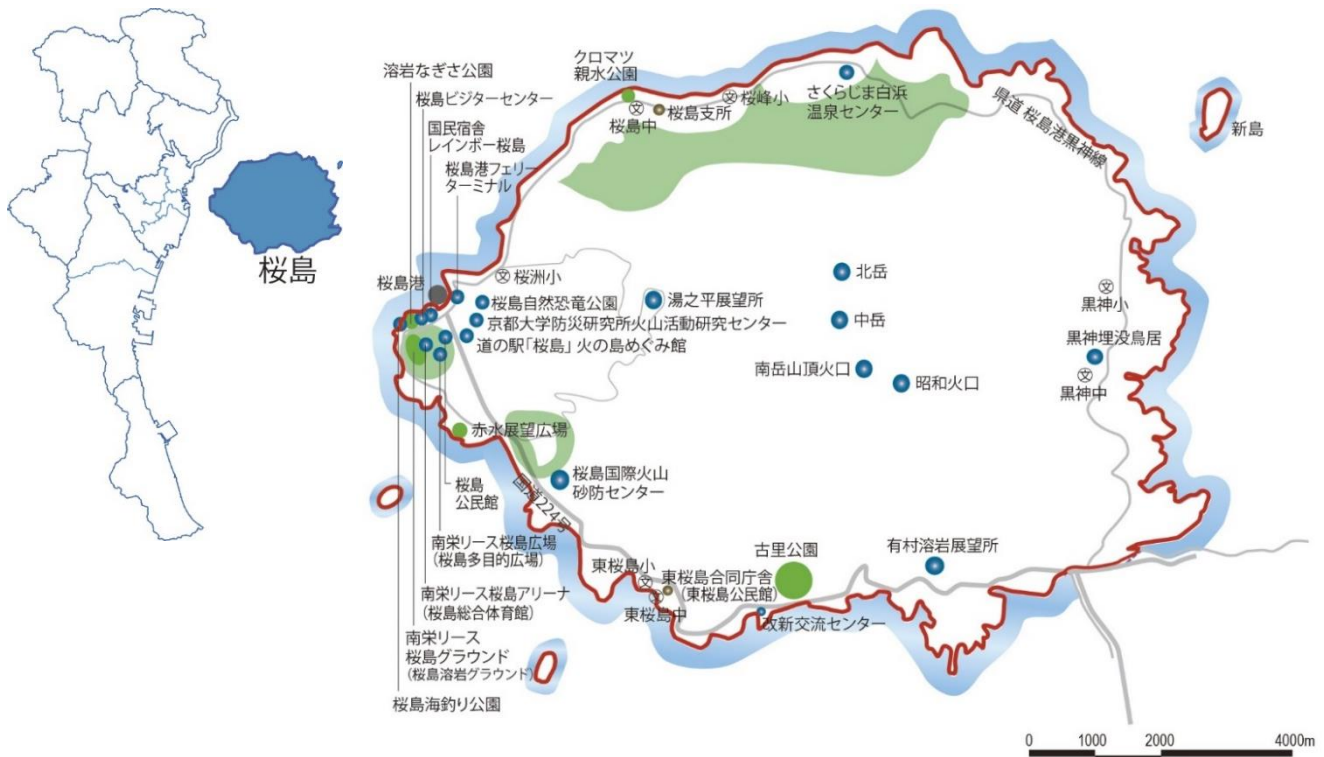 桜島
溶岩なぎさ公園
桜島ビジターセンター
国民宿舎
レインボー桜島
桜島港フェリー
ターミナル
クロマツ
親水公園
桜島中
桜島支所
桜峰小
さくらじま白浜
温泉センター
県道 桜島港黒神線
新島
桜島港
桜洲小
桜島自然恐竜公園
京都大学防災研究所火山活動研究センター
道の駅「桜島」火の島めぐみ館
湯之平展望所
北岳
中岳
南岳山頂火口
昭和火口
黒神小
黒神埋没鳥居
黒神中
赤水展望広場
桜島国際火山
砂防センター
国道224号
桜島
公民館
南栄リース桜島広場
(桜島多目的広場)
南栄リース桜島アリーナ
(桜島総合体育館)
南栄リース
桜島グラウンド
(桜島溶岩グラウンド)
桜島海釣り公園
東桜島小
東桜島中
東桜島合同庁舎
(東桜島公民館)
古里公園
改新交流センター
有村溶岩展望所
文
文
文
文
文
文
文
0 1000 2000 4000m